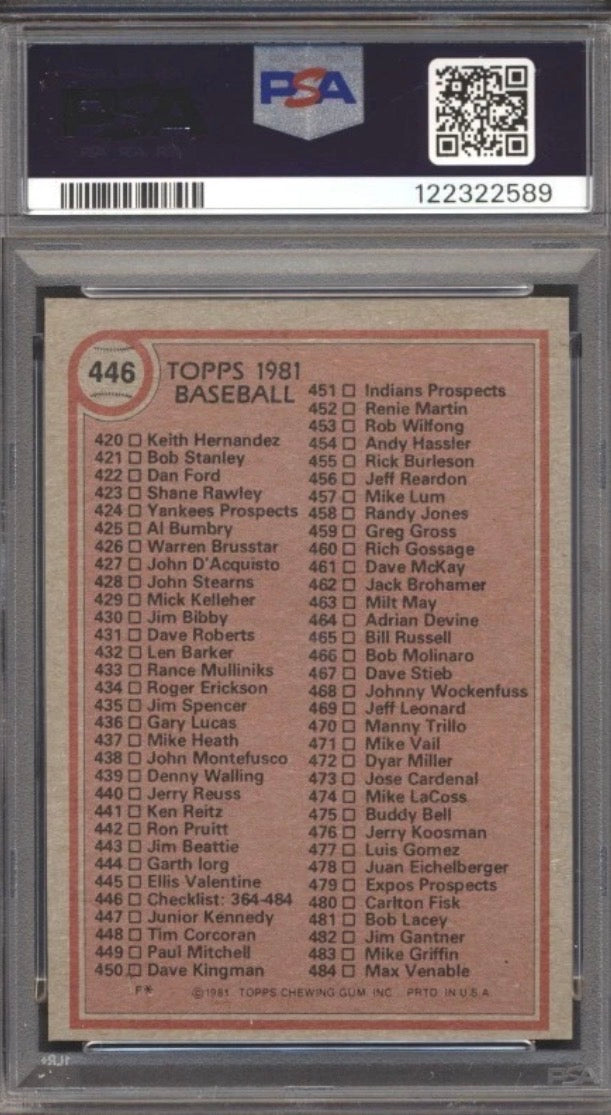 PSA
PSA
122322589
446
TOPPS 1981
BASEBALL
420 Keith Hernandez
421 Bob Stanley
422 Dan Ford
423 Shane Rawley
424 Yankees Prospects
425 Al Bumbry
426 Warren Brusstar
427 John D'Acquisto
428 John Stearns
429 Mick Kelleher
430 Jim Bibby
431 Dave Roberts
432 Len Barker
433 Rance Mulliniks
434 Roger Erickson
435 Jim Spencer
436 Gary Lucas
437 Mike Heath
438 John Montefusco
439 Denny Walling
440 Jerry Reuss
441 Ken Reitz
442 Ron Pruitt
443 Jim Beattie
444 Garth Iorg
445 Ellis Valentine
446 Checklist: 364-484
447 Junior Kennedy
448 Tim Corcoran
449 Paul Mitchell
450 Dave Kingman
451 Indians Prospects
452 Renie Martin
453 Rob Wilfong
454 Andy Hassler
455 Rick Burleson
456 Jeff Reardon
457 Mike Lum
458 Randy Jones
459 Greg Gross
460 Rich Gossage
461 Dave McKay
462 Jack Brohamer
463 Milt May
464 Adrian Devine
465 Bill Russell
466 Bob Molinaro
467 Dave Stieb
468 Johnny Wockenfuss
469 Jeff Leonard
470 Manny Trillo
471 Mike Vail
472 Dyar Miller
473 Jose Cardenal
474 Mike LaCoss
475 Buddy Bell
476 Jerry Koosman
477 Luis Gomez
478 Juan Eichelberger
479 Expos Prospects
480 Carlton Fisk
481 Bob Lacey
482 Jim Gantner
483 Mike Griffin
484 Max Venable
F* ©1981 TOPPS CHEWING GUM, INC. PRTD. IN U.S.A.
PSA